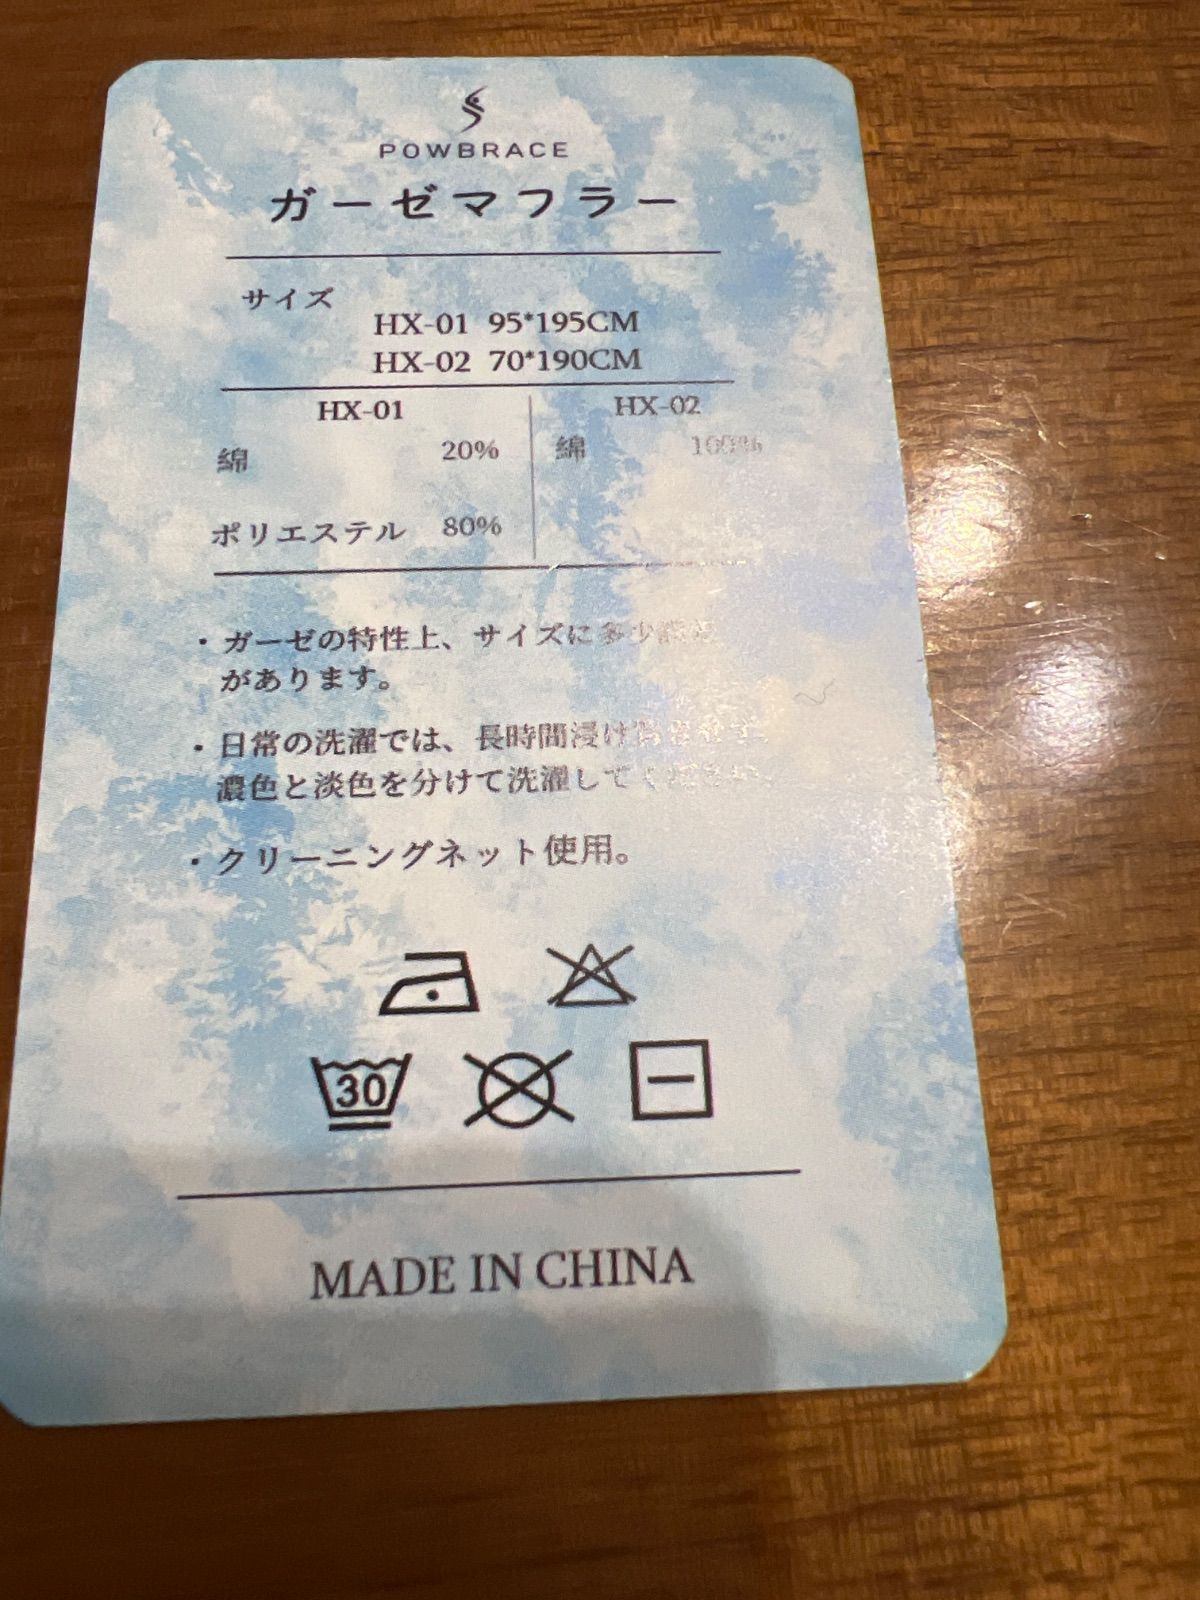 POWBRACE
ガーゼマフラー
サイズ
HX-01 95*195CM
HX-02 70*190CM
HX-01 HX-02
綿 20% 綿 100%
ポリエステル 80%
・ガーゼの特性上、サイズに多少
があります。
・日常の洗濯では、長時間浸け
濃色と淡色を分けて洗濯して
・クリーニングネット使用。
30
MADE IN CHINA